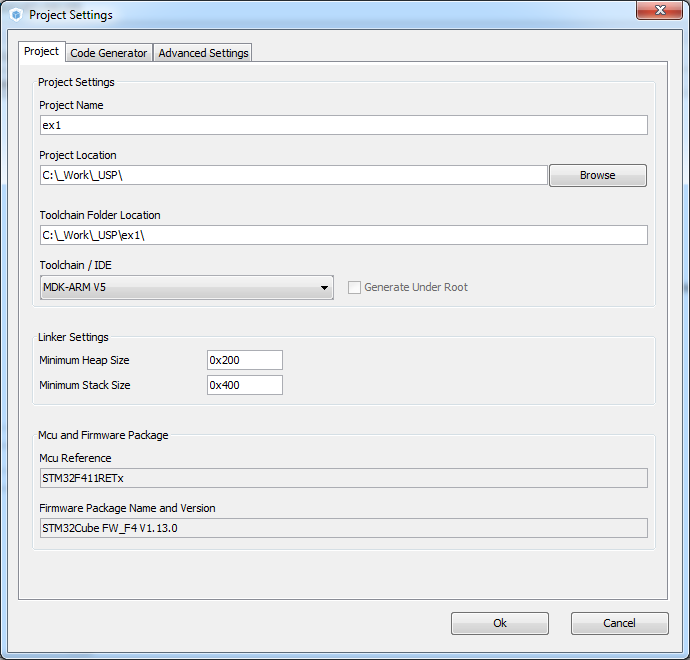 Project Settings
Project
Code Generator
Advanced Settings
Project Settings
Project Name
ex1
Project Location
C:\_Work\_USP\
Browse
Toolchain Folder Location
C:\_Work\_USP\ex1\
Toolchain / IDE
MDK-ARM V5
Generate Under Root
Linker Settings
Minimum Heap Size
0x200
Minimum Stack Size
0x400
Mcu and Firmware Package
Mcu Reference
STM32F411RETx
Firmware Package Name and Version
STM32Cube FW_F4 V1.13.0
Ok
Cancel